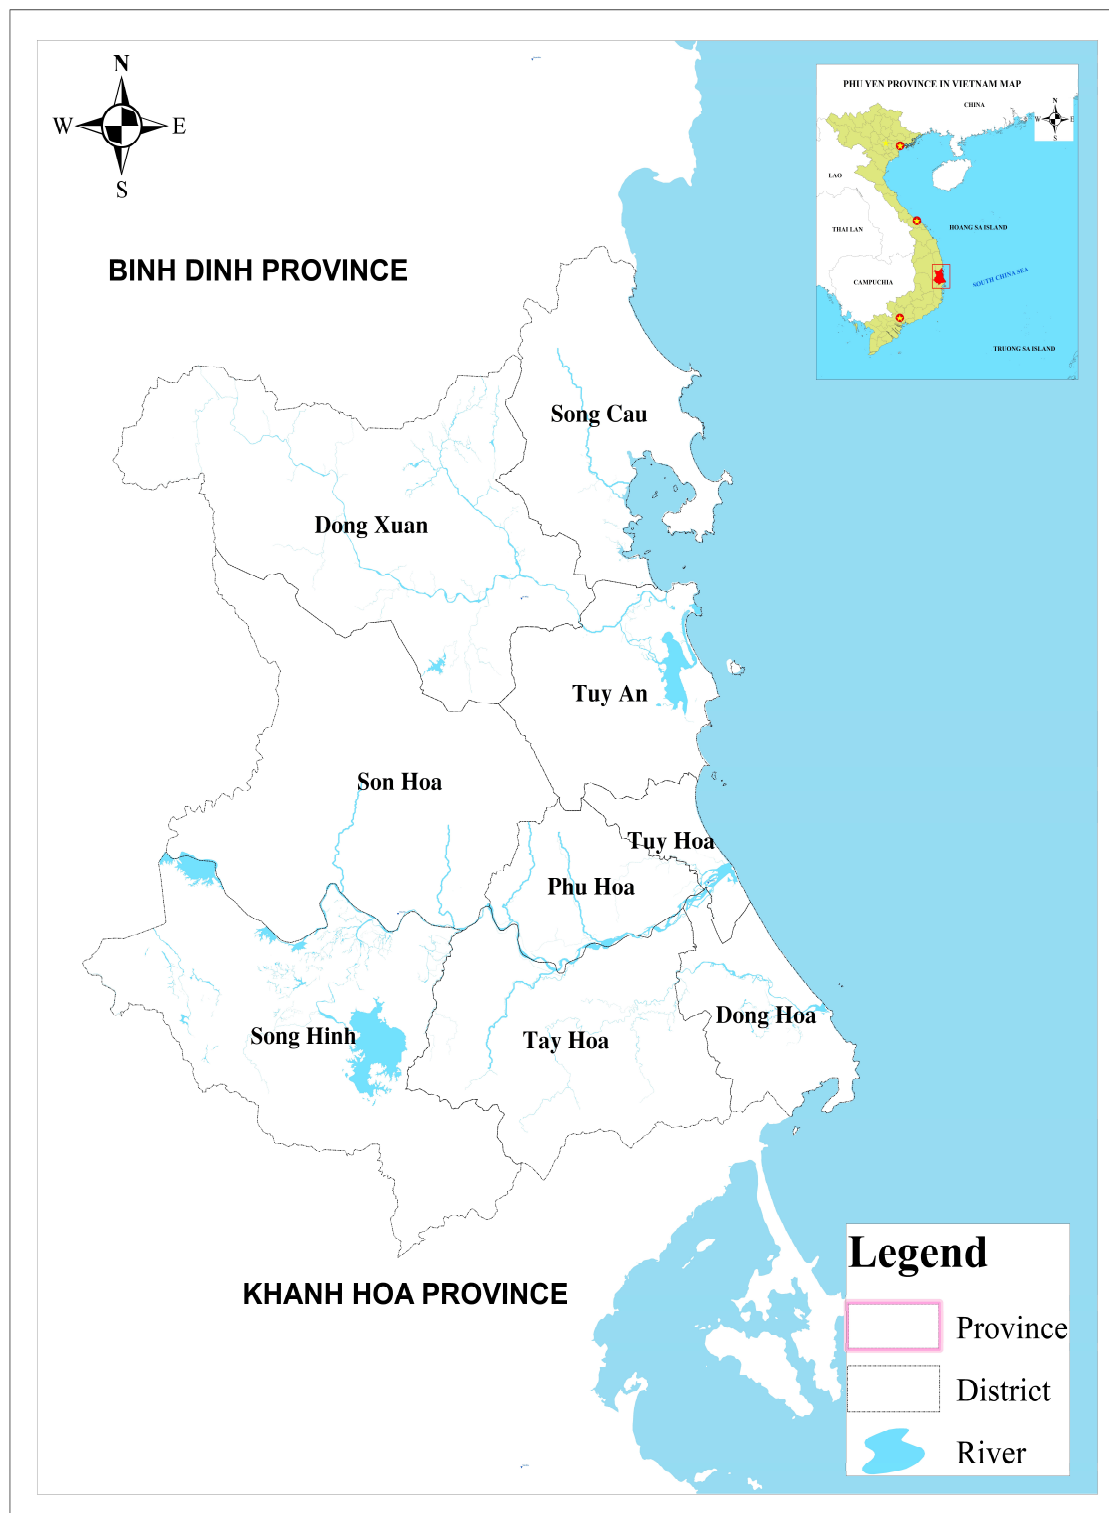 N
W E
S
PHU YEN PROVINCE IN VIETNAM MAP
CHINA
N
W E
S
LAO
THAI LAN
HOANG SA ISLAND
CAMPUCHIA
SOUTH CHINA SEA
TRUONG SA ISLAND
BINH DINH PROVINCE
Song Cau
Dong Xuan
Tuy An
Son Hoa
Tuy Hoa
Phu Hoa
Dong Hoa
Song Hinh
Tay Hoa
KHANH HOA PROVINCE
Legend
Province
District
River